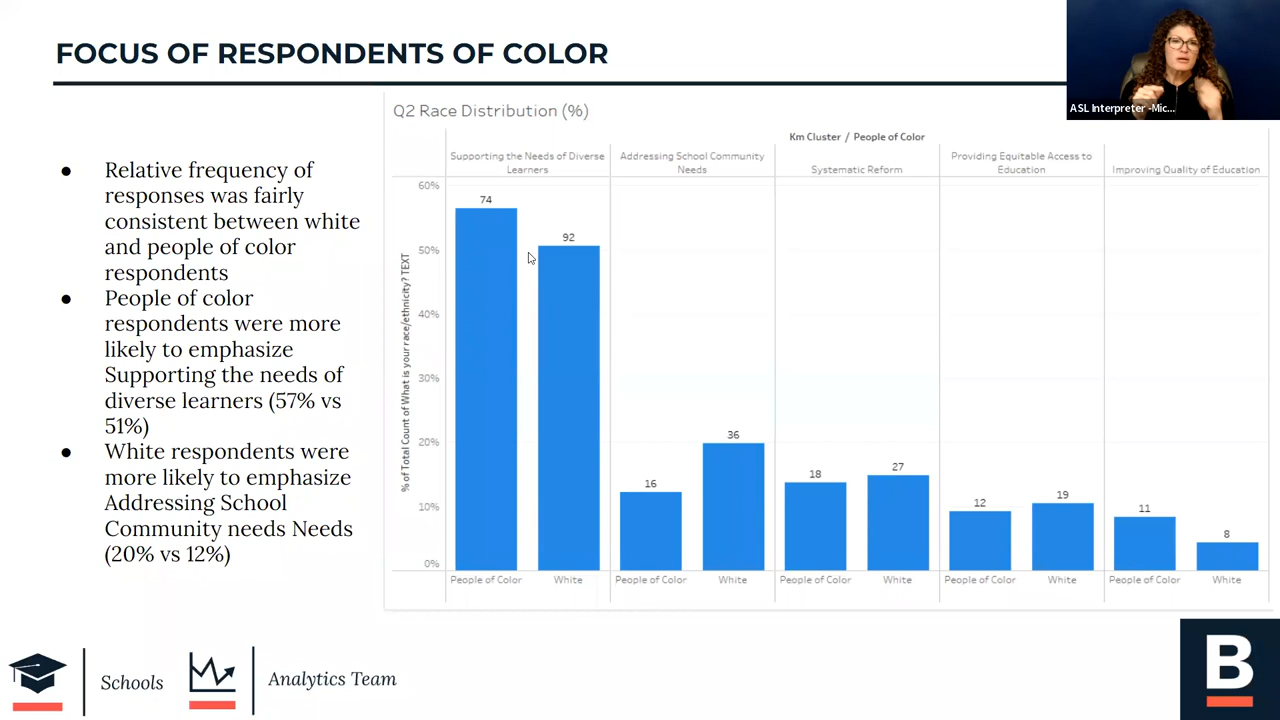 FOCUS OF RESPONDENTS OF COLOR
ASL Interpreter -Mic...
● Relative frequency of
responses was fairly
consistent between white
and people of color
respondents
● People of color
respondents were more
likely to emphasize
Supporting the needs of
diverse learners (57% vs
51%)
● White respondents were
more likely to emphasize
Addressing School
Community needs Needs
(20% vs 12%)
Q2 Race Distribution (%)
Km Cluster / People of Color
Supporting the Needs of Diverse
Learners
Addressing School Community
Needs
Systematic Reform
Providing Equitable Access to
Education
Improving Quality of Education
% of Total Count of What is your race/ethnicity? TEXT
60%
50%
40%
30%
20%
10%
0%
74
92
16
36
18
27
12
19
11
8
People of Color
White
People of Color
White
People of Color
White
People of Color
White
People of Color
White
Schools
Analytics Team
B